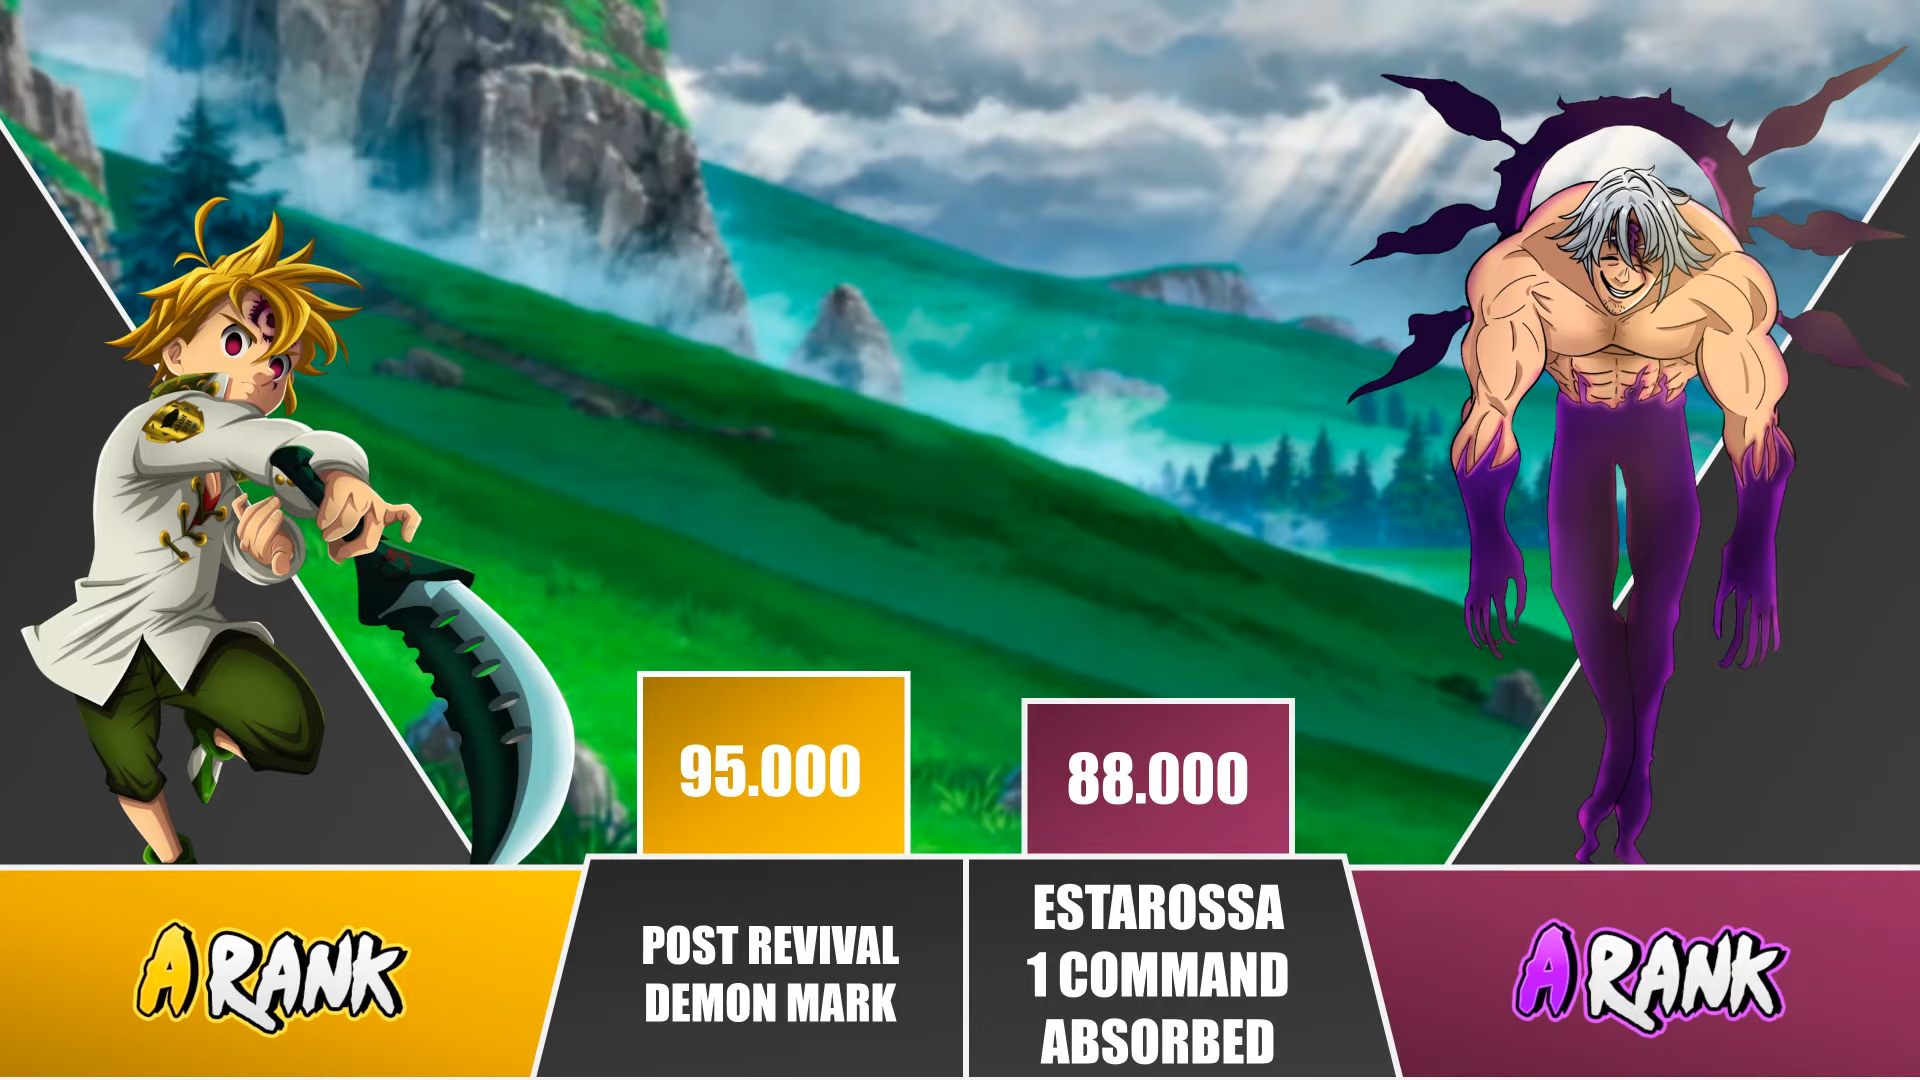 95.000
88.000
POST REVIVAL
DEMON MARK
ESTAROSSA
1 COMMAND
ABSORBED
A RANK
A RANK